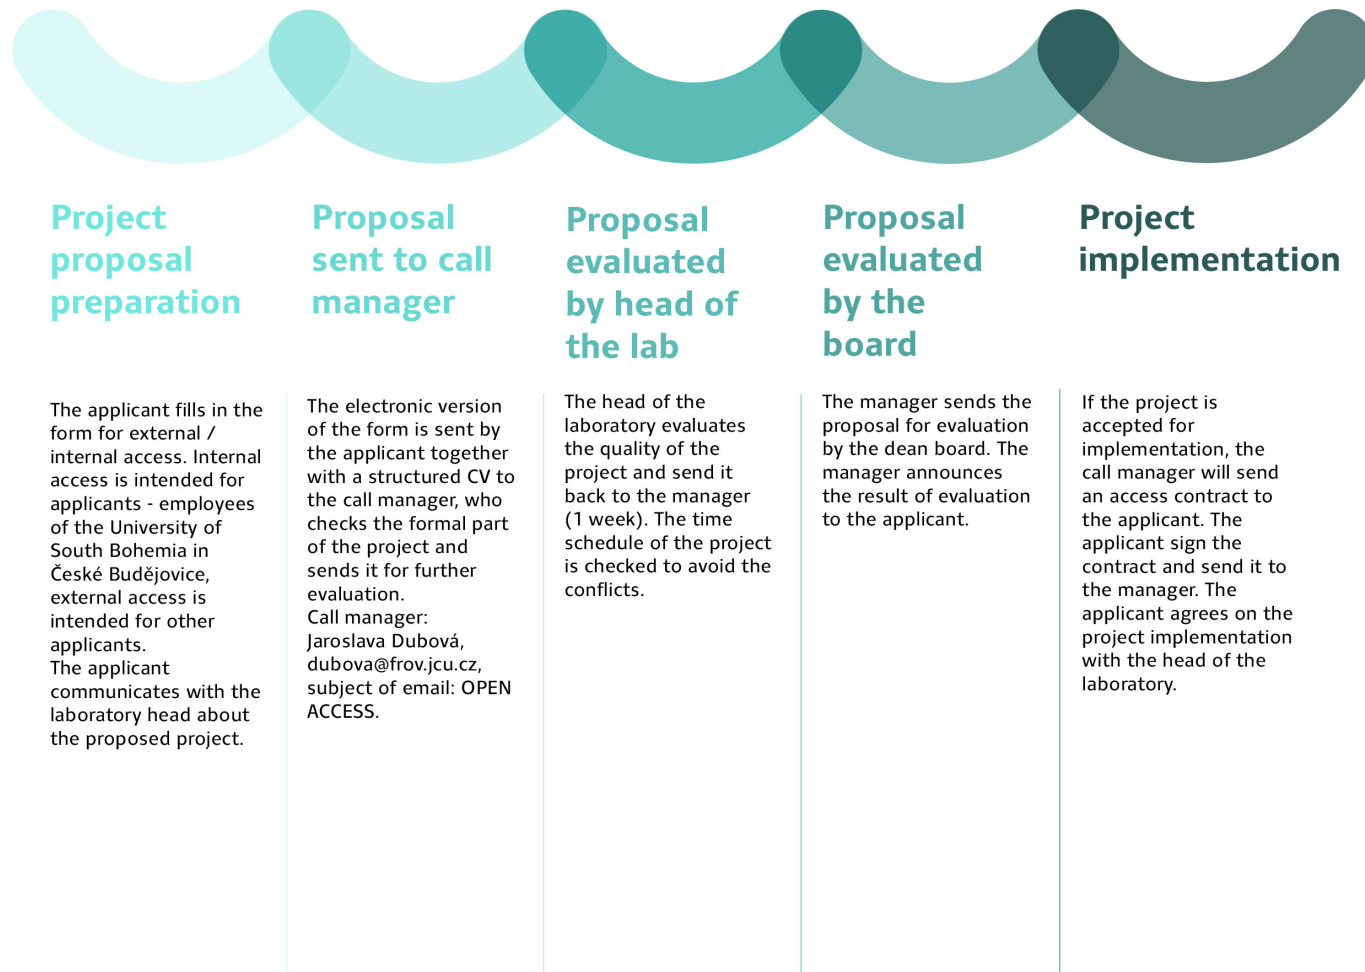 Project
proposal
preparation
The applicant fills in the
form for external /
internal access. Internal
access is intended for
applicants - employees
of the University of
South Bohemia in
České Budějovice,
external access is
intended for other
applicants.
The applicant
communicates with the
laboratory head about
the proposed project.
Proposal
sent to call
manager
The electronic version
of the form is sent by
the applicant together
with a structured CV to
the call manager, who
checks the formal part
of the project and
sends it for further
evaluation.
Call manager:
Jaroslava Dubová,
dubova@frov.jcu.cz,
subject of email: OPEN
ACCESS.
Proposal
evaluated
by head of
the lab
The head of the
laboratory evaluates
the quality of the
project and send it
back to the manager
(1 week). The time
schedule of the project
is checked to avoid the
conflicts.
Proposal
evaluated
by the
board
The manager sends the
proposal for evaluation
by the dean board. The
manager announces
the result of evaluation
to the applicant.
Project
implementation
If the project is
accepted for
implementation, the
call manager will send
an access contract to
the applicant. The
applicant sign the
contract and send it to
the manager. The
applicant agrees on the
project implementation
with the head of the
laboratory.